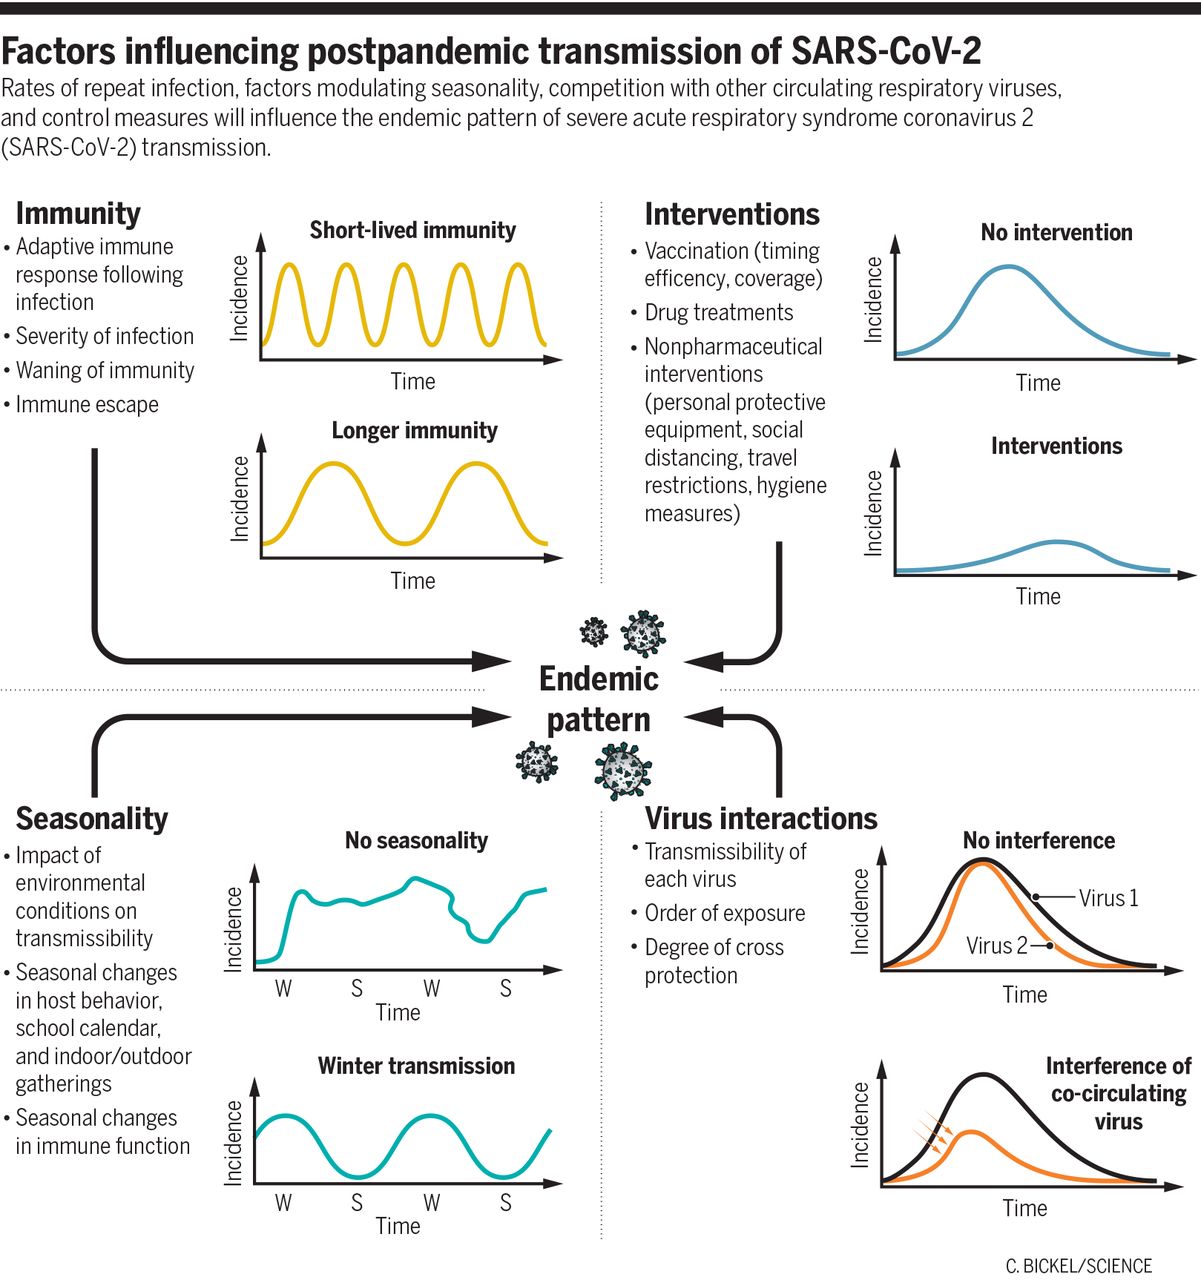 Factors influencing postpandemic transmission of SARS-CoV-2
Rates of repeat infection, factors modulating seasonality, competition with other circulating respiratory viruses,
and control measures will influence the endemic pattern of severe acute respiratory syndrome coronavirus 2
(SARS-CoV-2) transmission.
Immunity
• Adaptive immune
response following
infection
• Severity of infection
• Waning of immunity
• Immune escape
Short-lived immunity
Incidence
Time
Longer immunity
Incidence
Time
Interventions
• Vaccination (timing
efficency, coverage)
• Drug treatments
• Nonpharmaceutical
interventions
(personal protective
equipment, social
distancing, travel
restrictions, hygiene
measures)
No intervention
Incidence
Time
Interventions
Incidence
Time
Endemic
pattern
Seasonality
• Impact of
environmental
conditions on
transmissibility
• Seasonal changes
in host behavior,
school calendar,
and indoor/outdoor
gatherings
• Seasonal changes
in immune function
No seasonality
Incidence
W S W S
Time
Winter transmission
Incidence
W S W S
Time
Virus interactions
• Transmissibility of
each virus
• Order of exposure
• Degree of cross
protection
No interference
Incidence
Virus 1
Virus 2
Time
Interference of
co-circulating
virus
Incidence
Time
C. BICKEL/SCIENCE